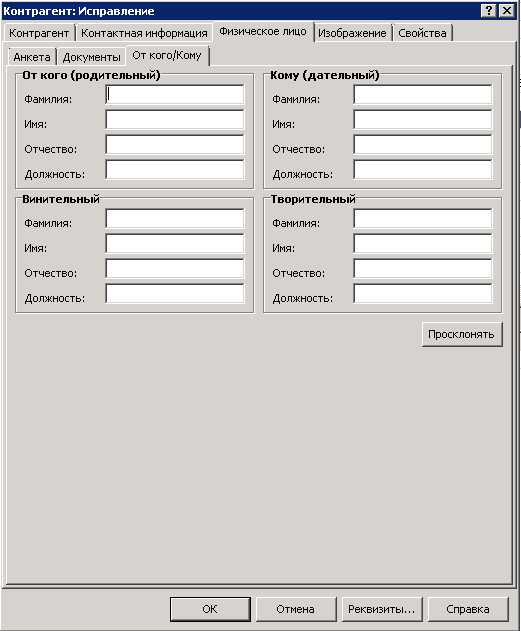 Контрагент: Исправление
Контрагент Контактная информация Физическое лицо Изображение Свойства
Анкета Документы От кого/Кому
От кого (родительный)
Фамилия:
Имя:
Отчество:
Должность:
Кому (дательный)
Фамилия:
Имя:
Отчество:
Должность:
Винительный
Фамилия:
Имя:
Отчество:
Должность:
Творительный
Фамилия:
Имя:
Отчество:
Должность:
Просклонять
ОК Отмена Реквизиты... Справка